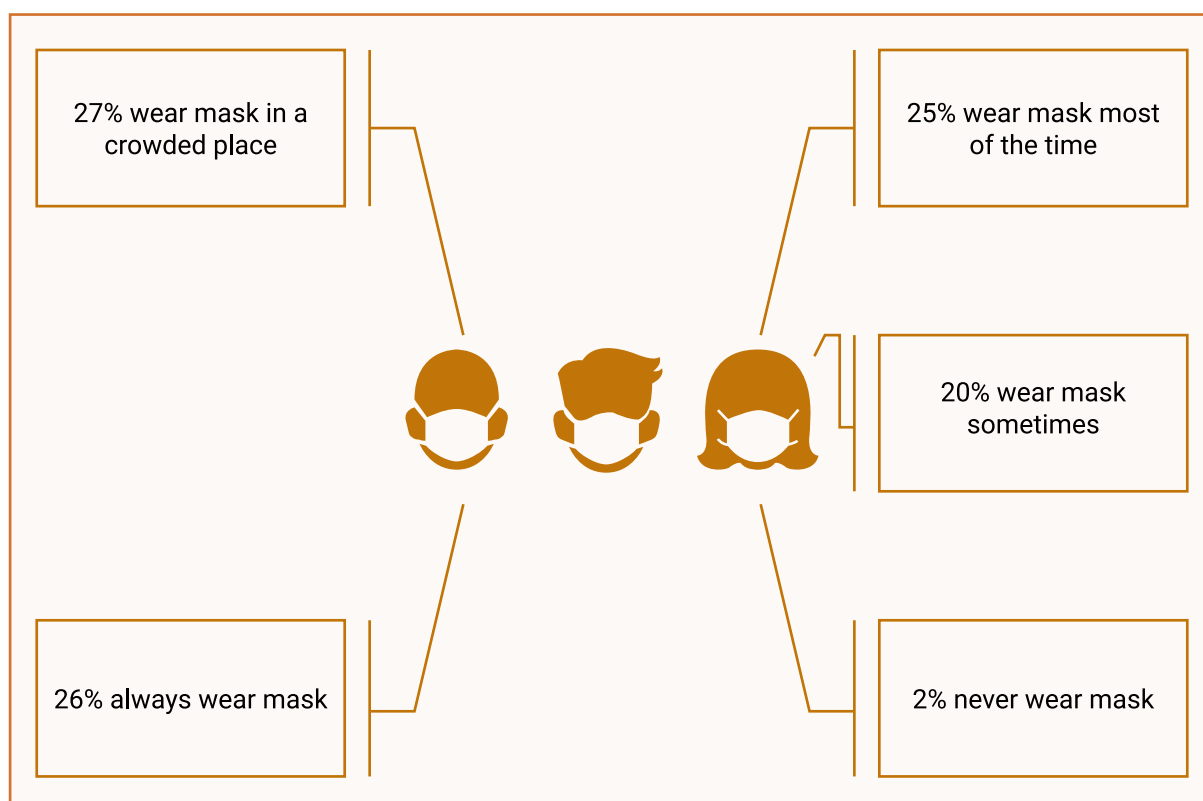 27% wear mask in a
crowded place
25% wear mask most
of the time
20% wear mask
sometimes
26% always wear mask
2% never wear mask